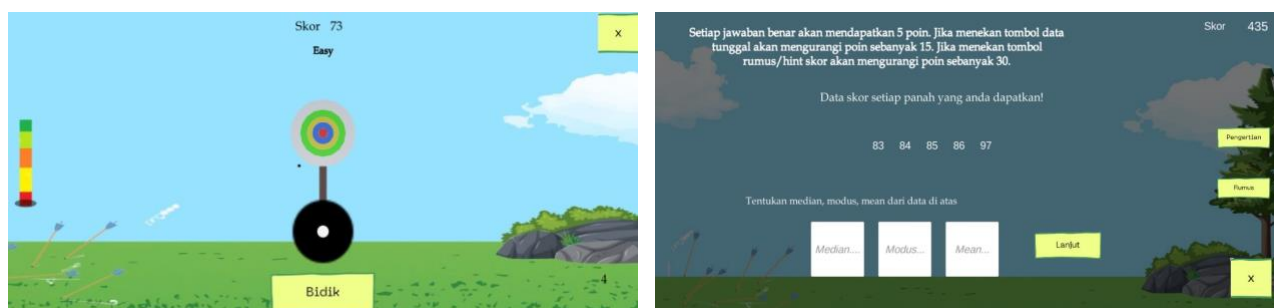 Skor 73
Easy
X
4
Bidik
Skor 435
Setiap jawaban benar akan mendapatkan 5 poin. Jika menekan tombol data
tunggal akan mengurangi poin sebanyak 15. Jika menekan tombol
rumus/hint skor akan mengurangi poin sebanyak 30.
Data skor setiap panah yang anda dapatkan!
83 84 85 86 97
Pengertian
Rumus
Tentukan median, modus, mean dari data di atas
Median... Modus... Mean...
Lanjut
X